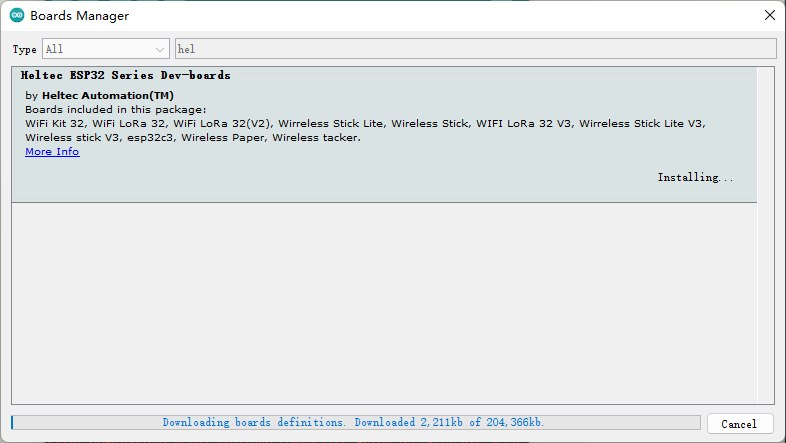 Boards Manager
Type All hel
Heltec ESP32 Series Dev-boards
by Heltec Automation(TM)
Boards included in this package:
WiFi Kit 32, WiFi LoRa 32, WiFi LoRa 32(V2), Wireless Stick Lite, Wireless Stick, WIFI LoRa 32 V3, Wirreless Stick Lite V3,
Wireless stick V3, esp32c3, Wireless Paper, Wireless tacker.
More Info
Installing...
Downloading boards definitions. Downloaded 2,211kb of 204,366kb.
Cancel